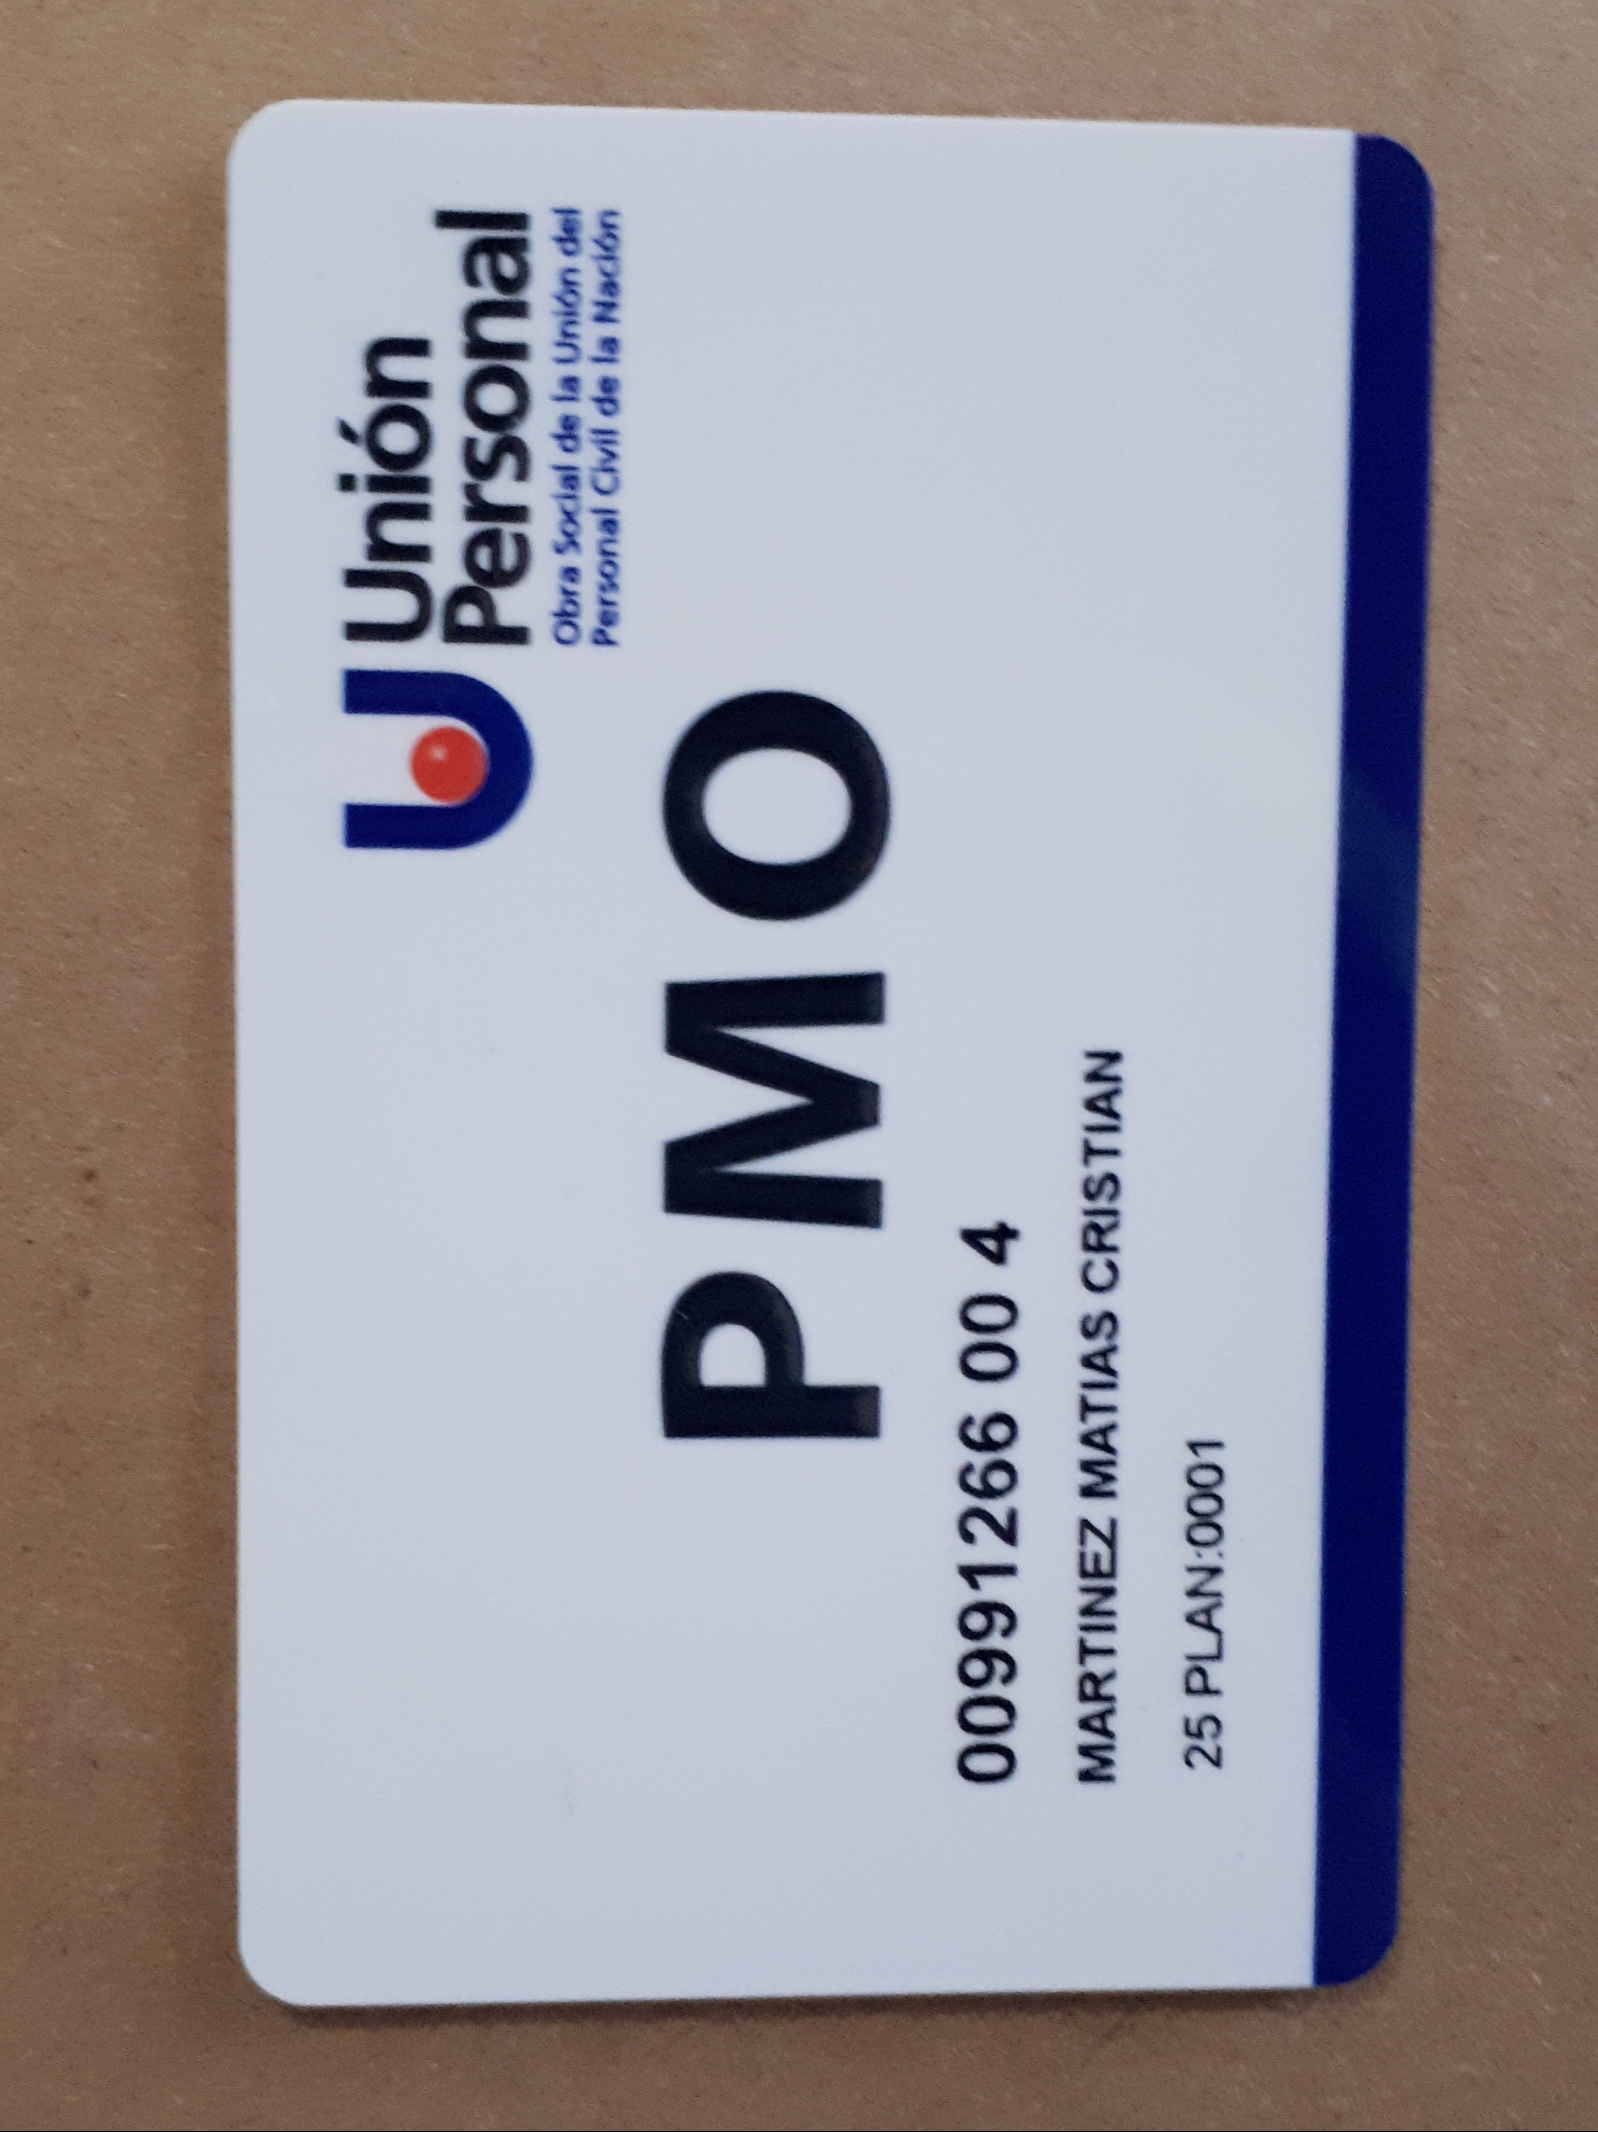 Unión
Personal
Obra Social de la Unión del
Personal Civil de la Nación
PMO
00991266 00 4
MARTINEZ MATIAS CRISTIAN
25 PLAN:0001